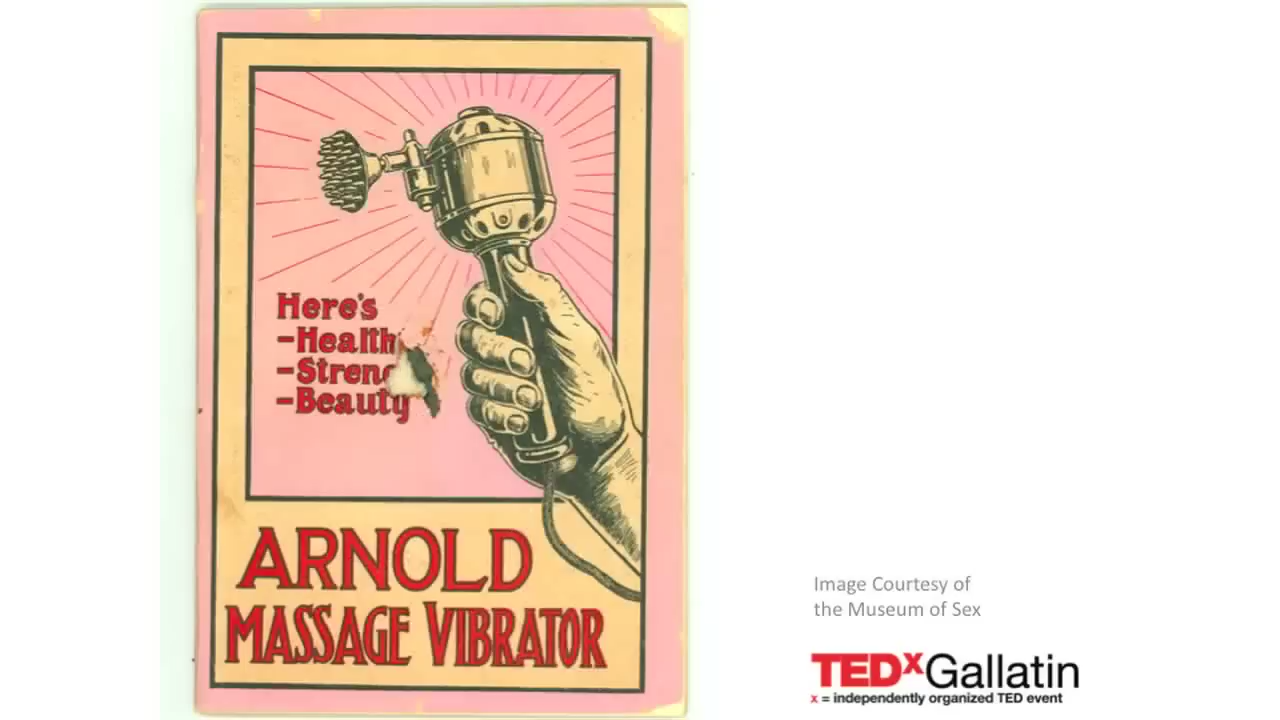 Here's
-Health
-Beauty
ARNOLD
MASSAGE VIBRATOR
Image Courtesy of
the Museum of Sex
TEDxGallatin
x = independently organized TED event